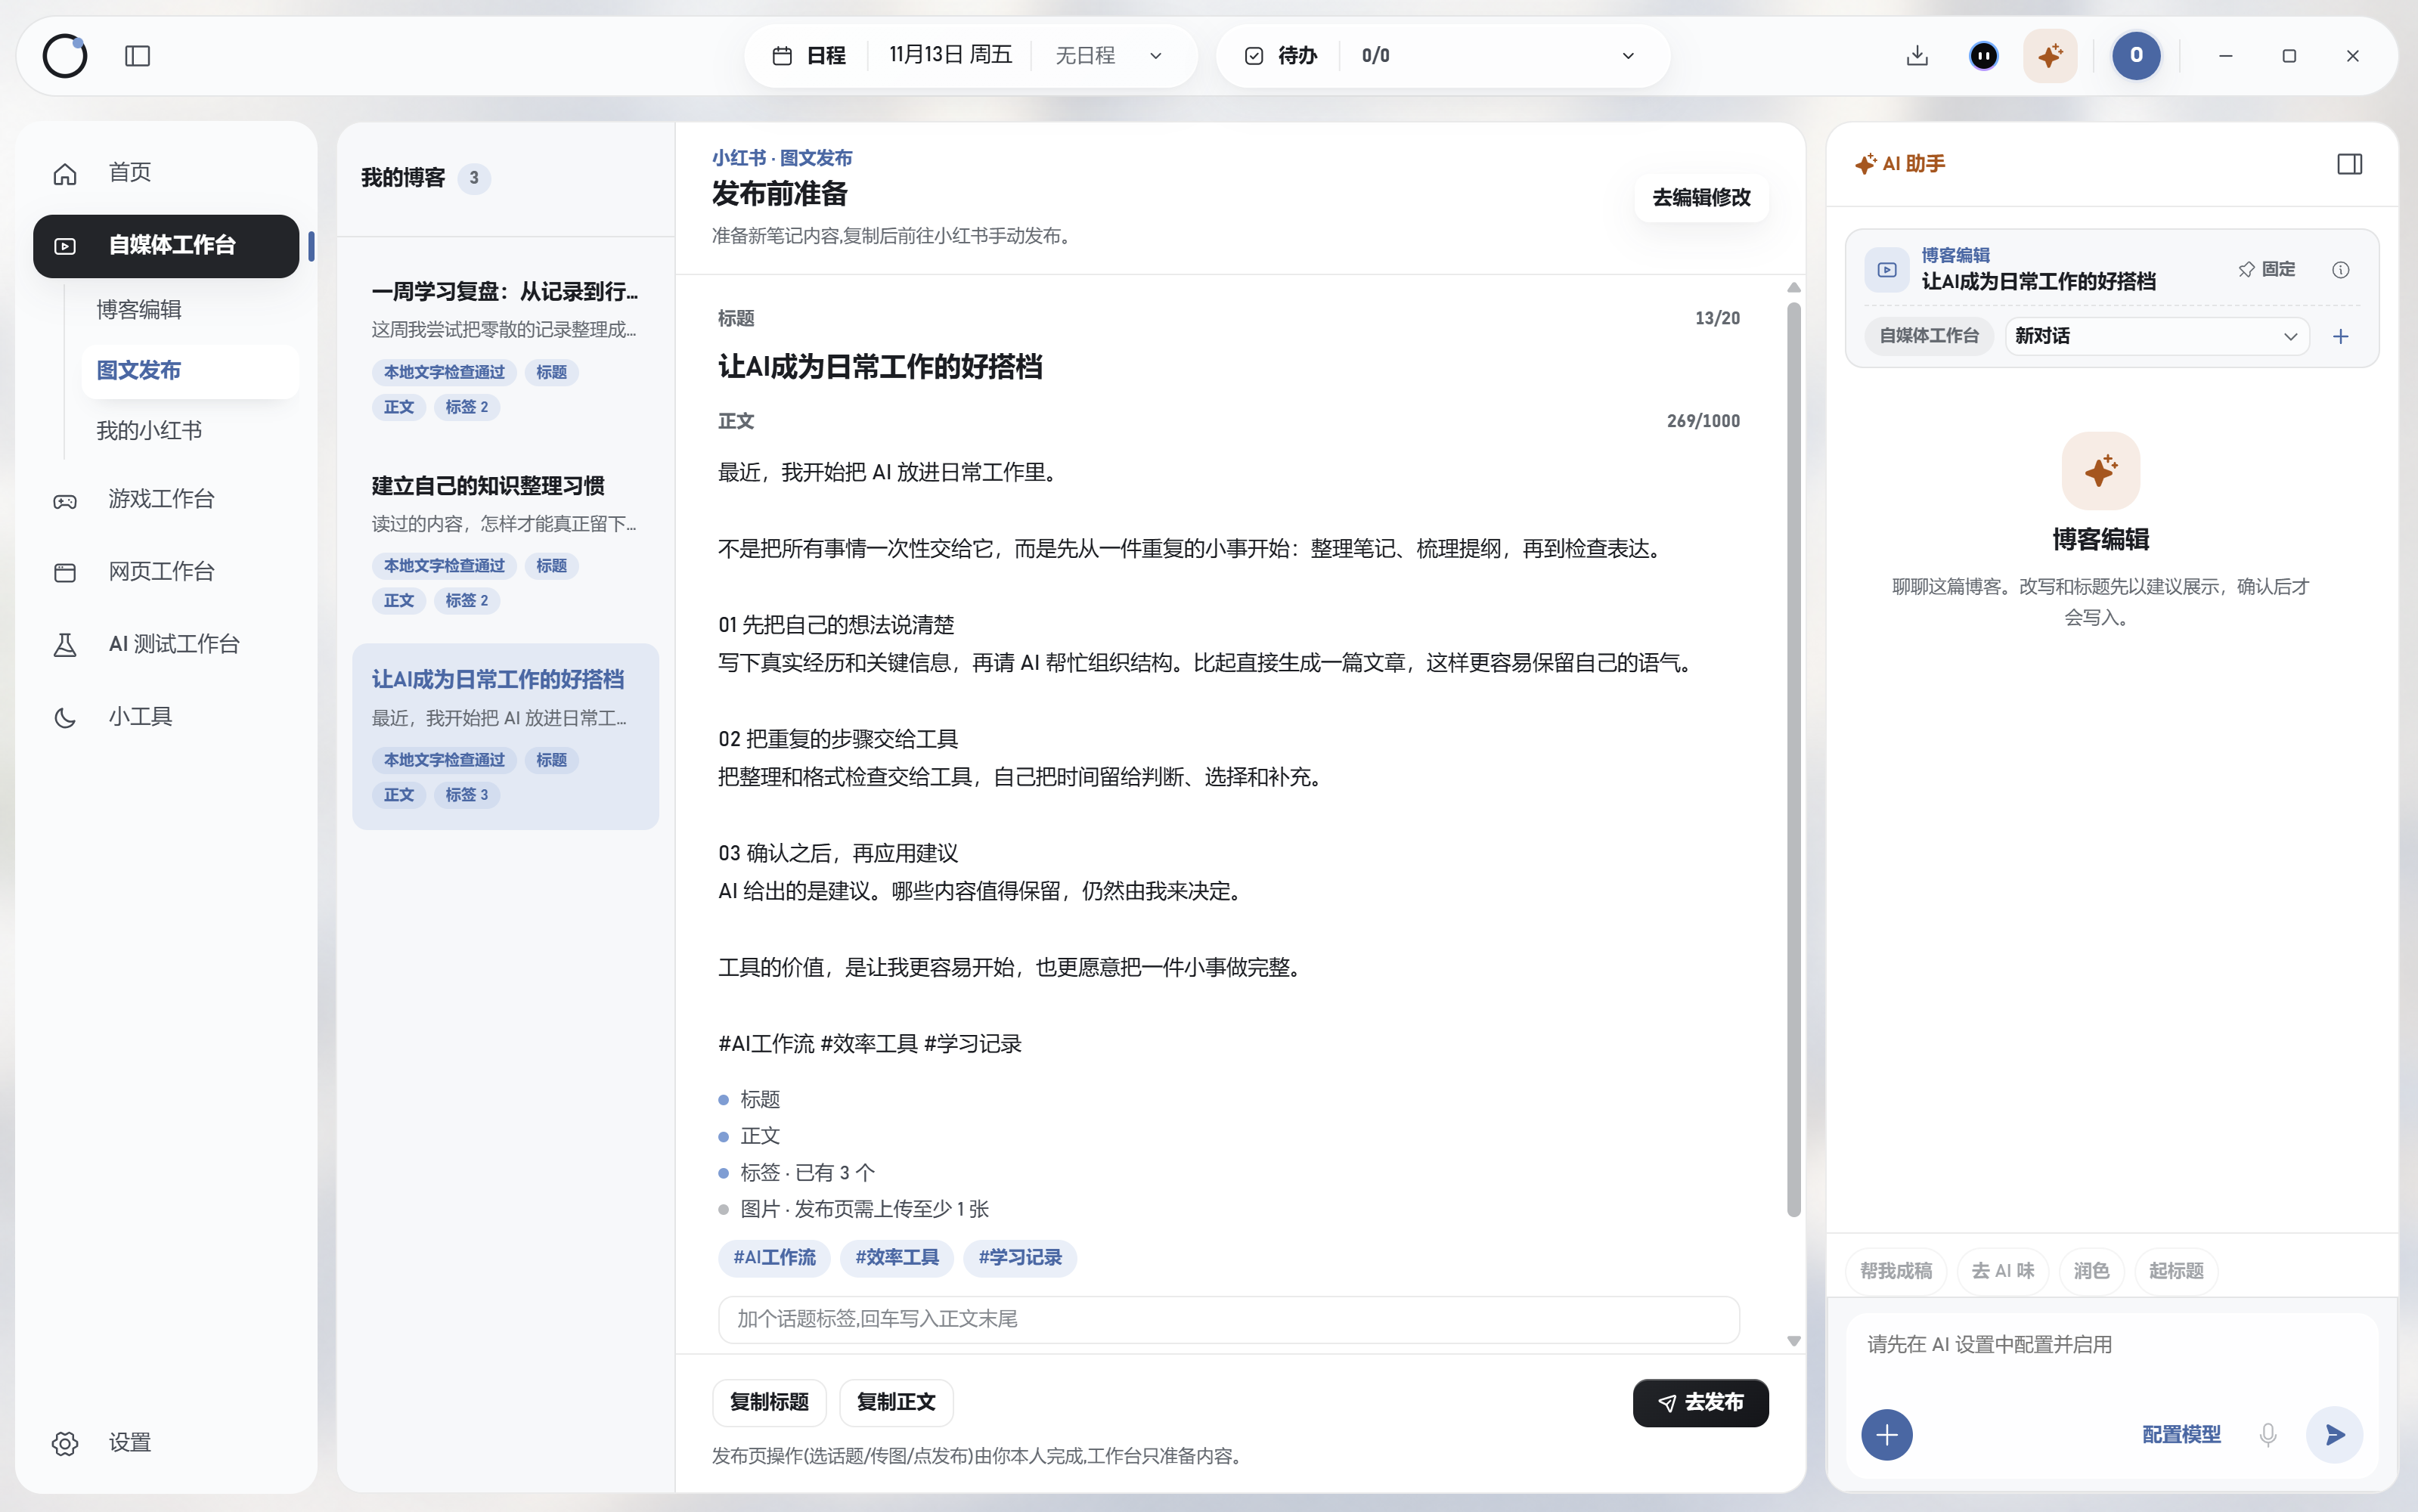 日程
11月13日 周五
无日程
待办
0/0
0
首页
自媒体工作台
博客编辑
图文发布
我的小红书
游戏工作台
网页工作台
AI 测试工作台
小工具
设置
我的博客
3
一周学习复盘：从记录到行...
这周我尝试把零散的记录整理成...
本地文字检查通过
标题
正文
标签 2
建立自己的知识整理习惯
读过的内容，怎样才能真正留下...
本地文字检查通过
标题
正文
标签 2
让AI成为日常工作的好搭档
最近，我开始把 AI 放进日常工...
本地文字检查通过
标题
正文
标签 3
小红书 · 图文发布
发布前准备
准备新笔记内容,复制后前往小红书手动发布。
去编辑修改
标题
13/20
让AI成为日常工作的好搭档
正文
269/1000
最近，我开始把 AI 放进日常工作里。
不是把所有事情一次性交给它，而是先从一件重复的小事开始：整理笔记、梳理提纲，再到检查表达。
01 先把自己的想法说清楚
写下真实经历和关键信息，再请 AI 帮忙组织结构。比起直接生成一篇文章，这样更容易保留自己的语气。
02 把重复的步骤交给工具
把整理和格式检查交给工具，自己把时间留给判断、选择和补充。
03 确认之后，再应用建议
AI 给出的是建议。哪些内容值得保留，仍然由我来决定。
工具的价值，是让我更容易开始，也更愿意把一件小事做完整。
#AI工作流 #效率工具 #学习记录
标题
正文
标签 · 已有 3 个
图片 · 发布页需上传至少 1 张
#AI工作流
#效率工具
#学习记录
加个话题标签,回车写入正文末尾
复制标题
复制正文
去发布
发布页操作(选话题/传图/点发布)由你本人完成,工作台只准备内容。
AI 助手
博客编辑
让AI成为日常工作的好搭档
固定
自媒体工作台
新对话
博客编辑
聊聊这篇博客。改写和标题先以建议展示，确认后才
会写入。
帮我成稿
去 AI 味
润色
起标题
请先在 AI 设置中配置并启用
配置模型